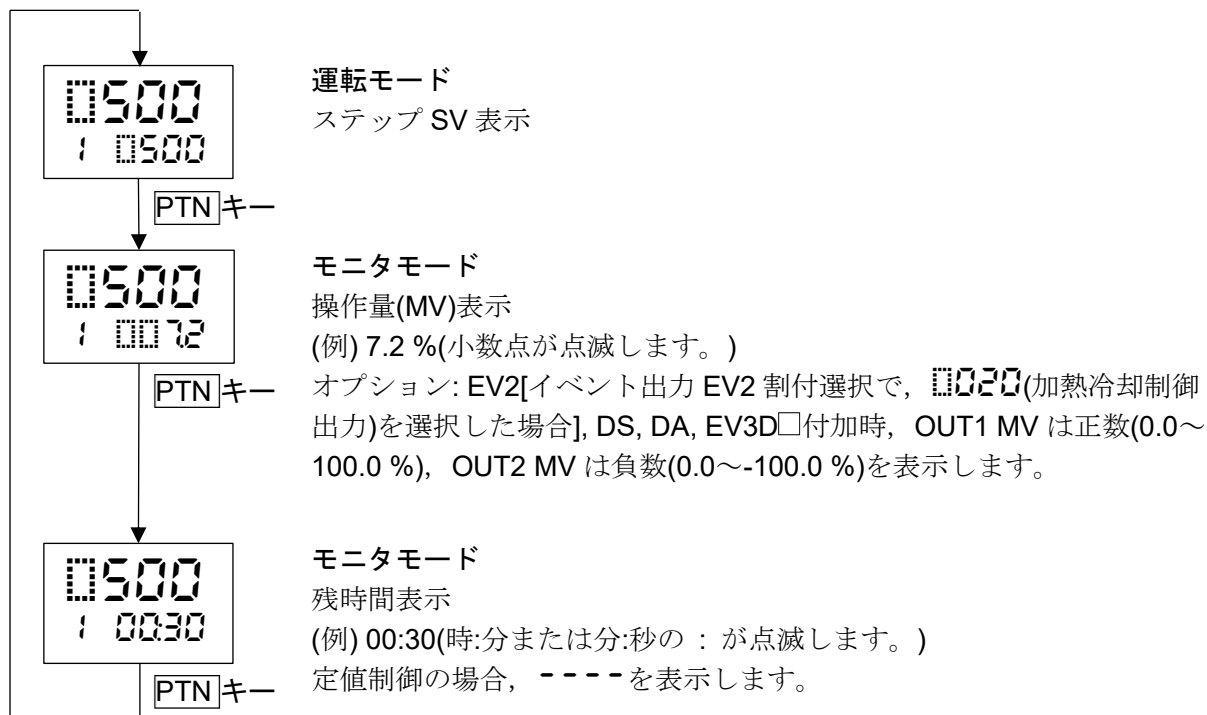 500
1 500
運転モード
ステップ SV 表示
PTN キー
500
1 7.2
モニタモード
操作量(MV)表示
(例) 7.2 %(小数点が点滅します。)
PTN キー
オプション: EV2[イベント出力 EV2 割付選択で, 020(加熱冷却制御
出力)を選択した場合], DS, DA, EV3D□付加時, OUT1 MV は正数(0.0～
100.0 %), OUT2 MV は負数(0.0～-100.0 %)を表示します。
500
1 00:30
モニタモード
残時間表示
(例) 00:30(時:分または分:秒の : が点滅します。)
PTN キー
定値制御の場合, ----を表示します。